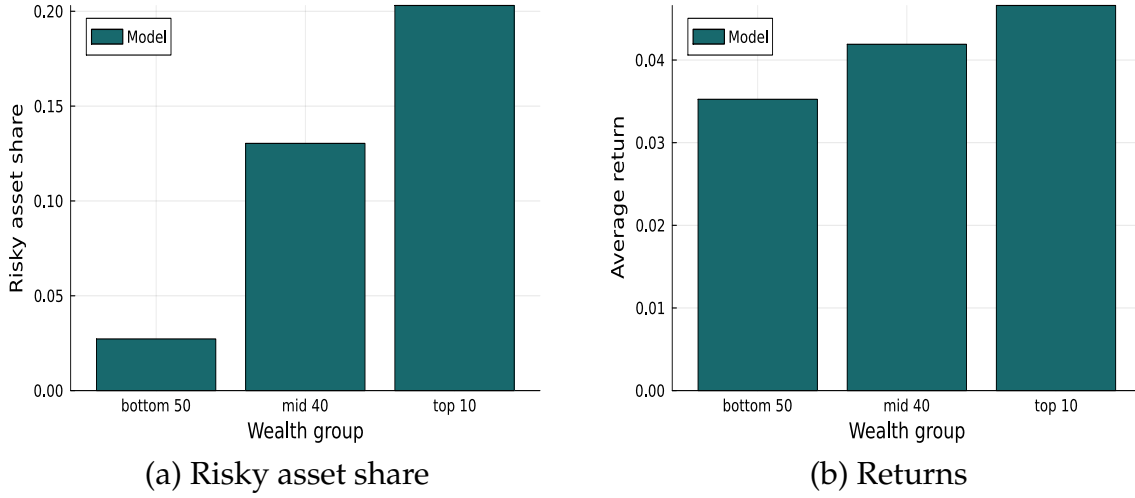 Risky asset share
0.20
0.15
0.10
0.05
0.00
Model
bottom 50 mid 40 top 10
Wealth group
(a) Risky asset share
Average return
0.04
0.03
0.02
0.01
0.00
Model
bottom 50 mid 40 top 10
Wealth group
(b) Returns